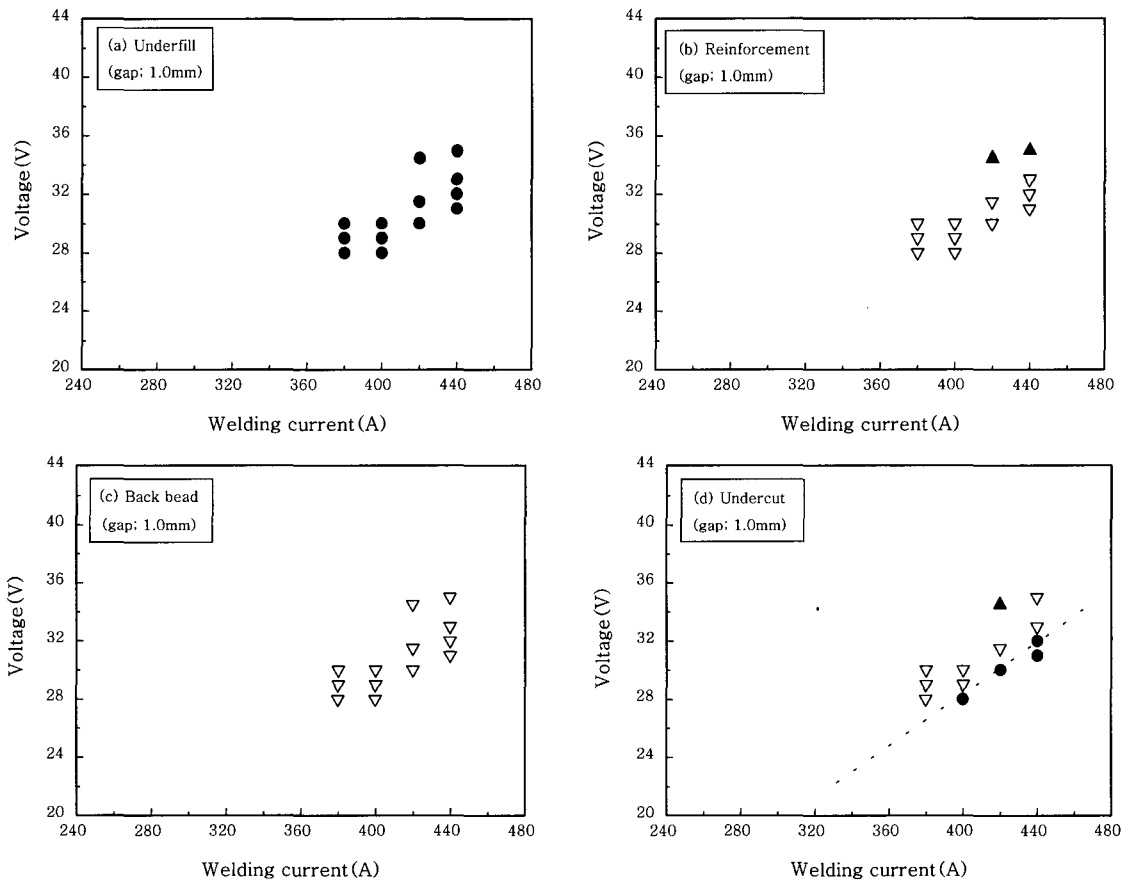 44
40
36
32
28
24
20
Voltage(V)
(a) Underfill
(gap; 1.0mm)
240 280 320 360 400 440 480
Welding current(A)
44
40
36
32
28
24
20
Voltage(V)
(b) Reinforcement
(gap; 1.0mm)
240 280 320 360 400 440 480
Welding current(A)
44
40
36
32
28
24
20
Voltage(V)
(c) Back bead
(gap; 1.0mm)
240 280 320 360 400 440 480
Welding current(A)
44
40
36
32
28
24
20
Voltage(V)
(d) Undercut
(gap; 1.0mm)
240 280 320 360 400 440 480
Welding current(A)